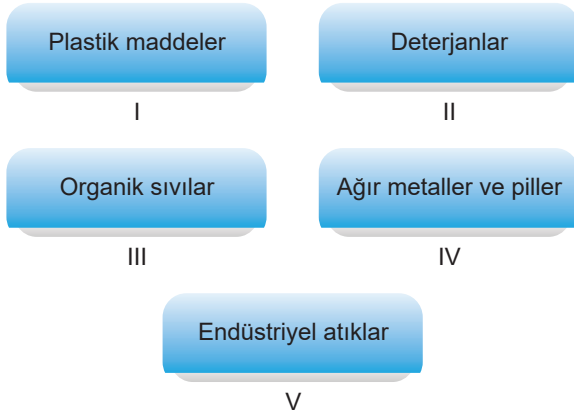 Plastik maddeler
Deterjanlar
I
II
Organik sıvılar
Ağır metaller ve piller
III
IV
Endüstriyel atıklar
V